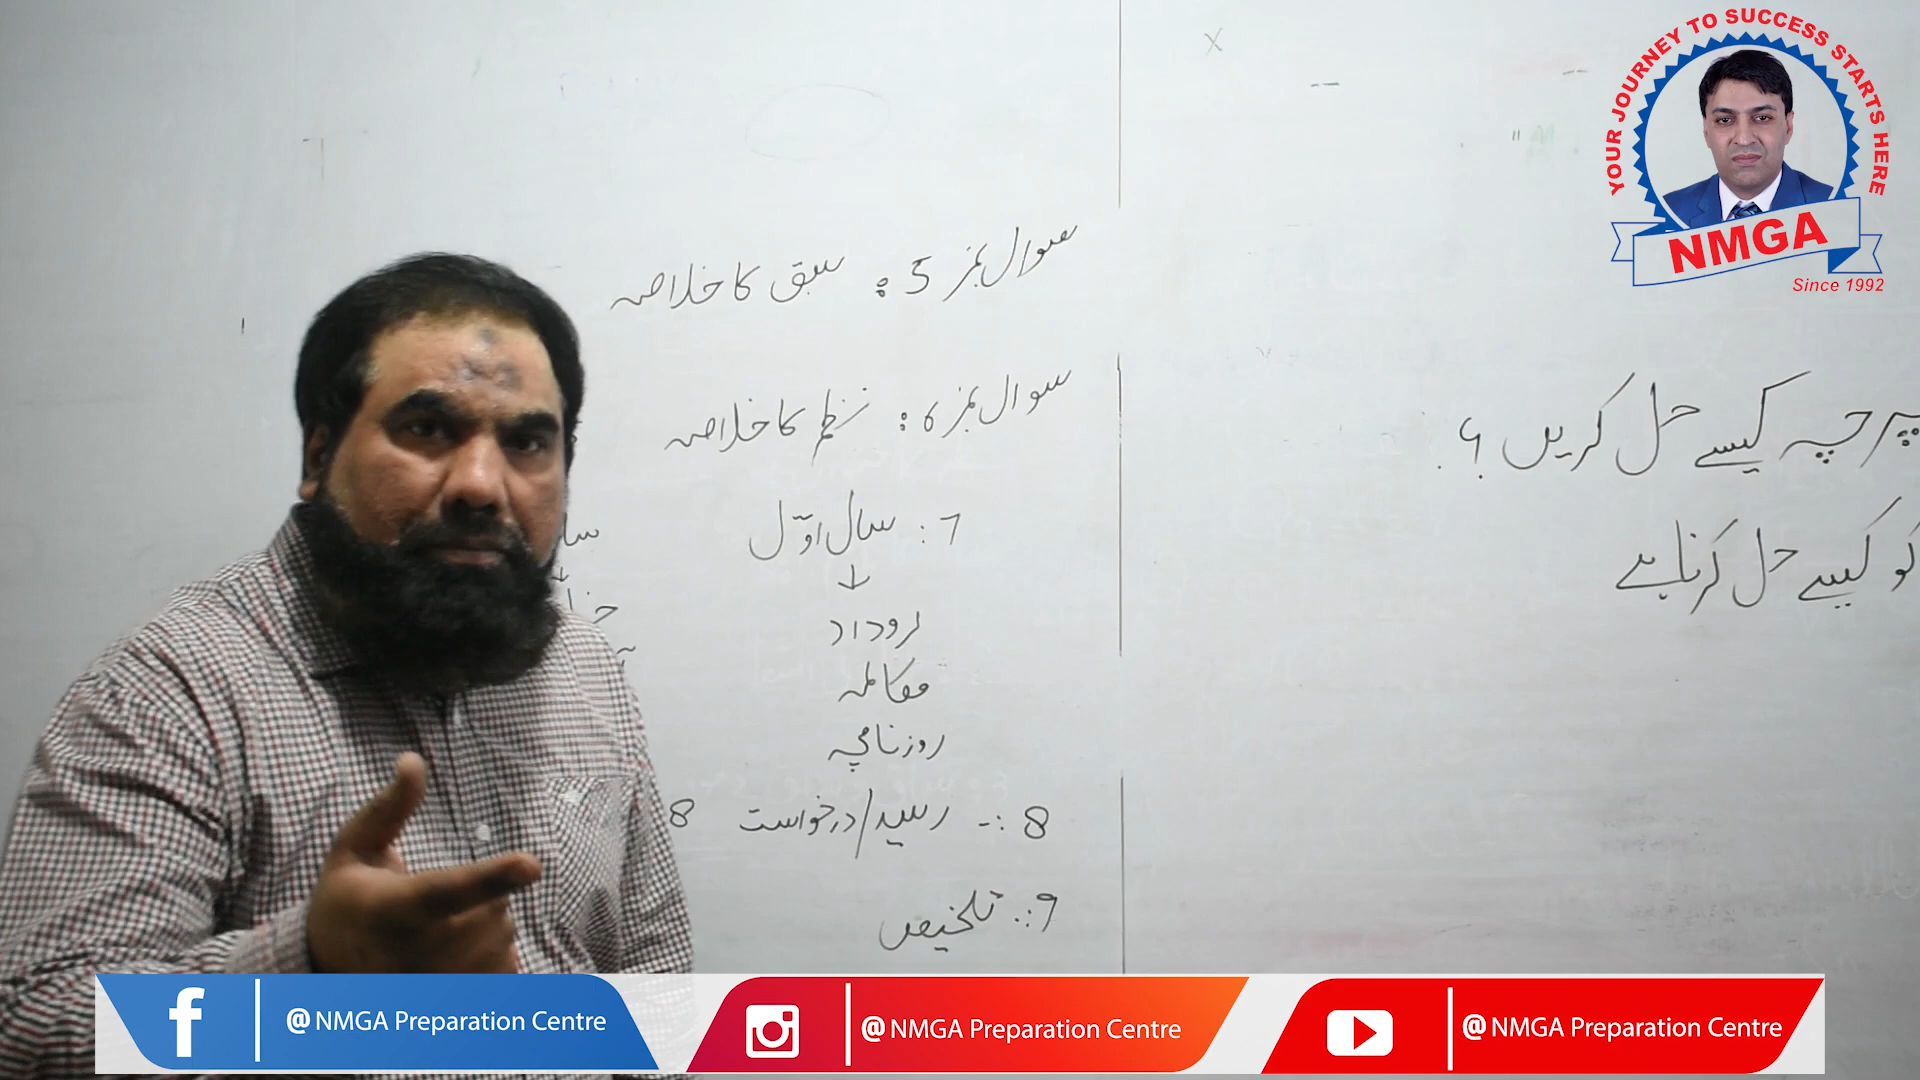 YOUR JOURNEY TO SUCCESS STARTS HERE
NMGA
Since 1992
پرچہ کیسے حل کریں ؟
کو کیسے حل کرنا ہے
سوال نمبر 5 : سبق کا خلاصہ
سوال نمبر 6 : نظم کا خلاصہ
7 : سال اوّل
↓
روداد
مکالمہ
روزنامچہ
8 :- رسید/درخواست 8
9 :. تلخیص
@NMGA Preparation Centre
@NMGA Preparation Centre
@NMGA Preparation Centre